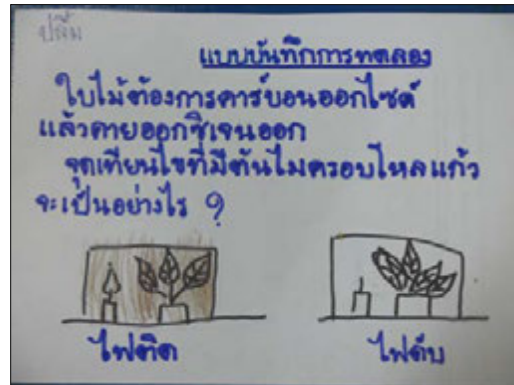 ปลื้ม
แบบบันทึกการทดลอง
ใบไม้ต้องการคาร์บอนออกไซด์
แล้วคายออกซิเจนออก
จุดเทียนไขที่มีต้นไม้ครอบโหลแก้ว
จะเป็นอย่างไร ?
ไฟติด
ไฟดับ